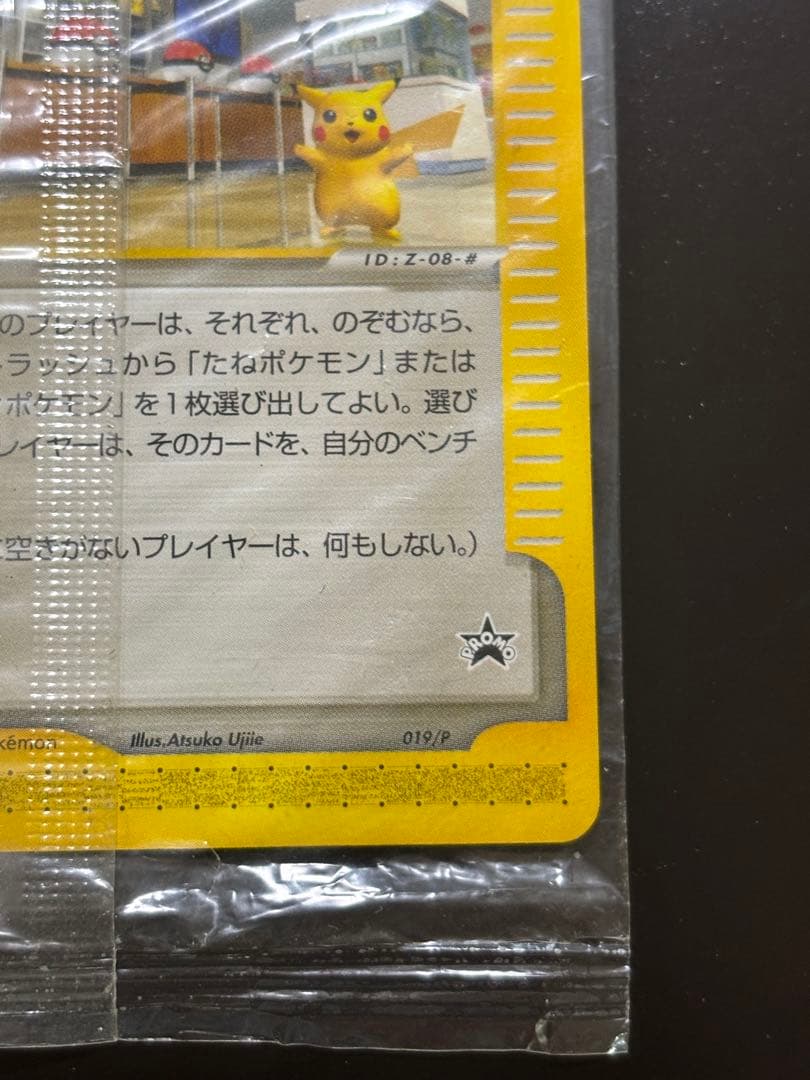 ID:Z-08-#
のプレイヤーは、それぞれ、のぞむなら、
トラッシュから「たねポケモン」または
ポケモン」を1枚選び出してよい。選び
レイヤーは、そのカードを、自分のベンチ
に空きがないプレイヤーは、何もしない。)
PROMO
kémon Illus.Atsuko Ujiie 019/P